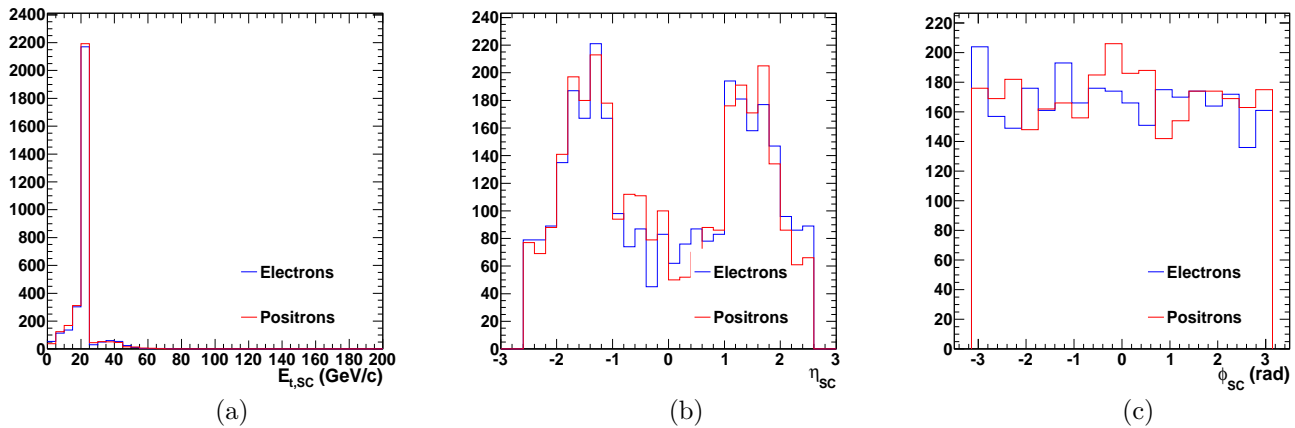 2400
2200
2000
1800
1600
1400
1200
1000
800
600
400
200
0
0 20 40 60 80 100 120 140 160 180 200
E_{t,SC} (GeV/c)
Electrons
Positrons
(a)
240
220
200
180
160
140
120
100
80
60
40
20
0
-3 -2 -1 0 1 2 3
η_{SC}
Electrons
Positrons
(b)
220
200
180
160
140
120
100
80
60
40
20
0
-3 -2 -1 0 1 2 3
ϕ_{SC} (rad)
Electrons
Positrons
(c)